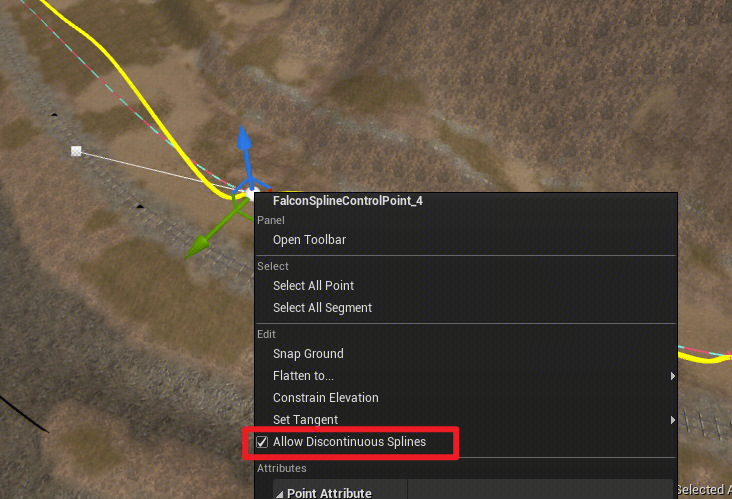 FalconSplineControlPoint_4
Panel
Open Toolbar
Select
Select All Point
Select All Segment
Edit
Snap Ground
Flatten to...
Constrain Elevation
Set Tangent
Allow Discontinuous Splines
Attributes
Point Attribute
Selected A